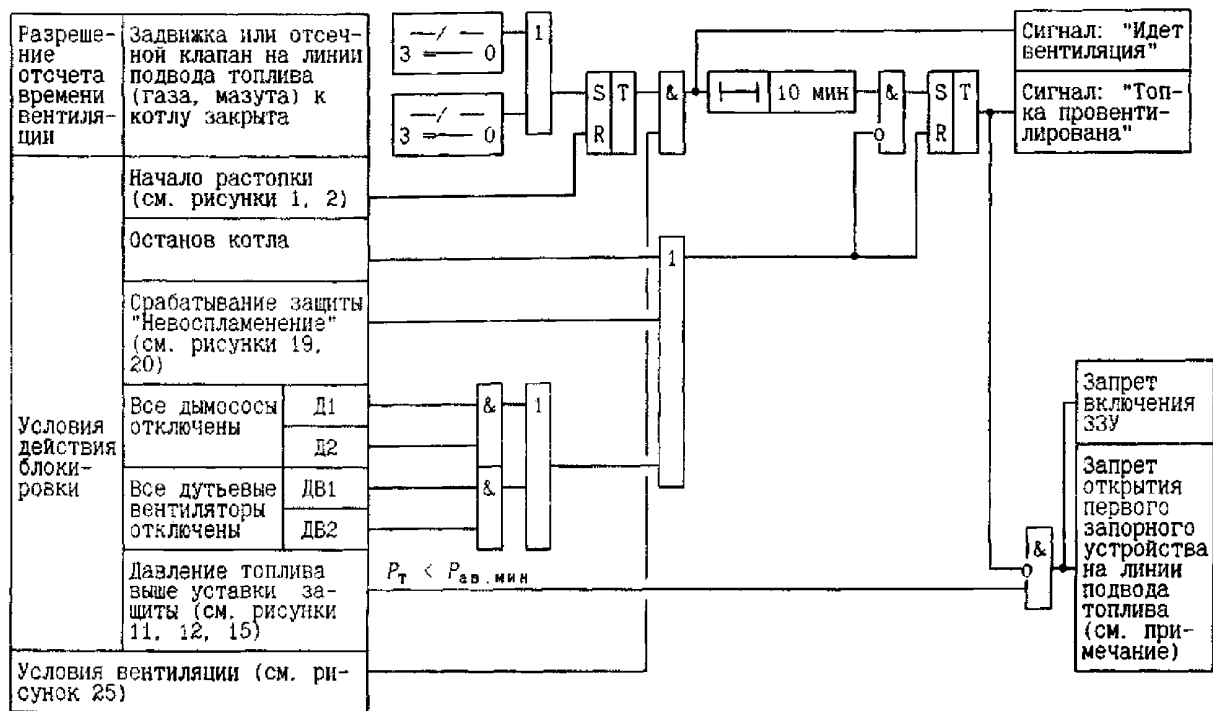 Разреше-
ние
отсчета
времени
вентиля-
ции
Задвижка или отсеч-
ной клапан на линии
подвода топлива
(газа, мазута) к
котлу закрыта
З О
З О
1
S T
R
&
10 мин
&
S T
R
Сигнал: "Идет
вентиляция"
Сигнал: "Топ-
ка провенти-
лирована"
Условия
действия
блоки-
ровки
Начало растопки
(см. рисунки 1, 2)
Останов котла
Срабатывание защиты
"Невоспламенение"
(см. рисунки 19,
20)
1
Все дымососы
отключены
Д1
Д2
Все дутьевые
вентиляторы
отключены
ДВ1
ДВ2
&
&
1
Давление топлива
выше уставки за-
щиты (см. рисунки
11, 12, 15)
Pт < Pав.мин
&
Запрет
включения
ЗЗУ
Запрет
открытия
первого
запорного
устройства
на линии
подвода
топлива
(см. при-
мечание)
Условия вентиляции (см. ри-
сунок 25)